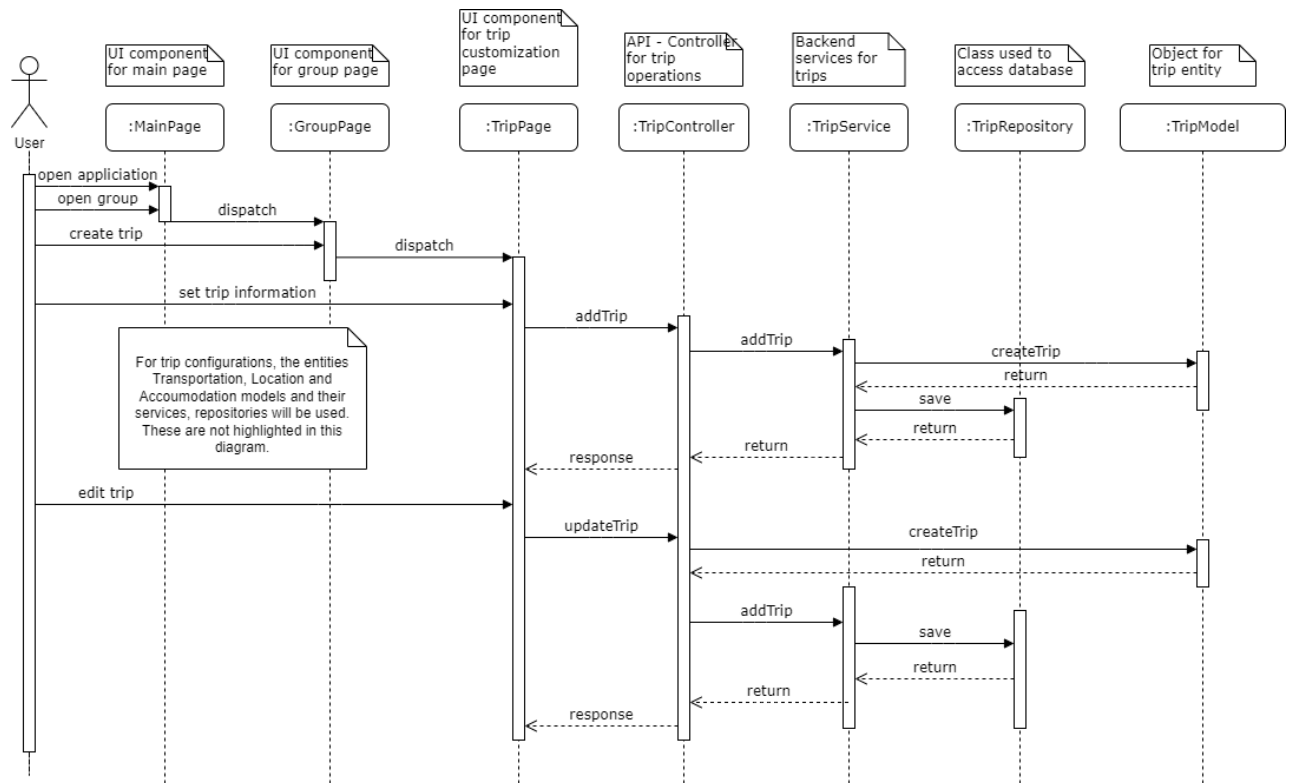 UI component
for main page
UI component
for group page
UI component
for trip
customization
page
API - Controller
for trip
operations
Backend
services for
trips
Class used to
access database
Object for
trip entity
User
:MainPage
:GroupPage
:TripPage
:TripController
:TripService
:TripRepository
:TripModel
open appliciation
open group
dispatch
create trip
dispatch
set trip information
addTrip
addTrip
createTrip
return
save
return
return
response
For trip configurations, the entities
Transportation, Location and
Accoumodation models and their
services, repositories will be used.
These are not highlighted in this
diagram.
edit trip
updateTrip
createTrip
return
addTrip
save
return
return
response